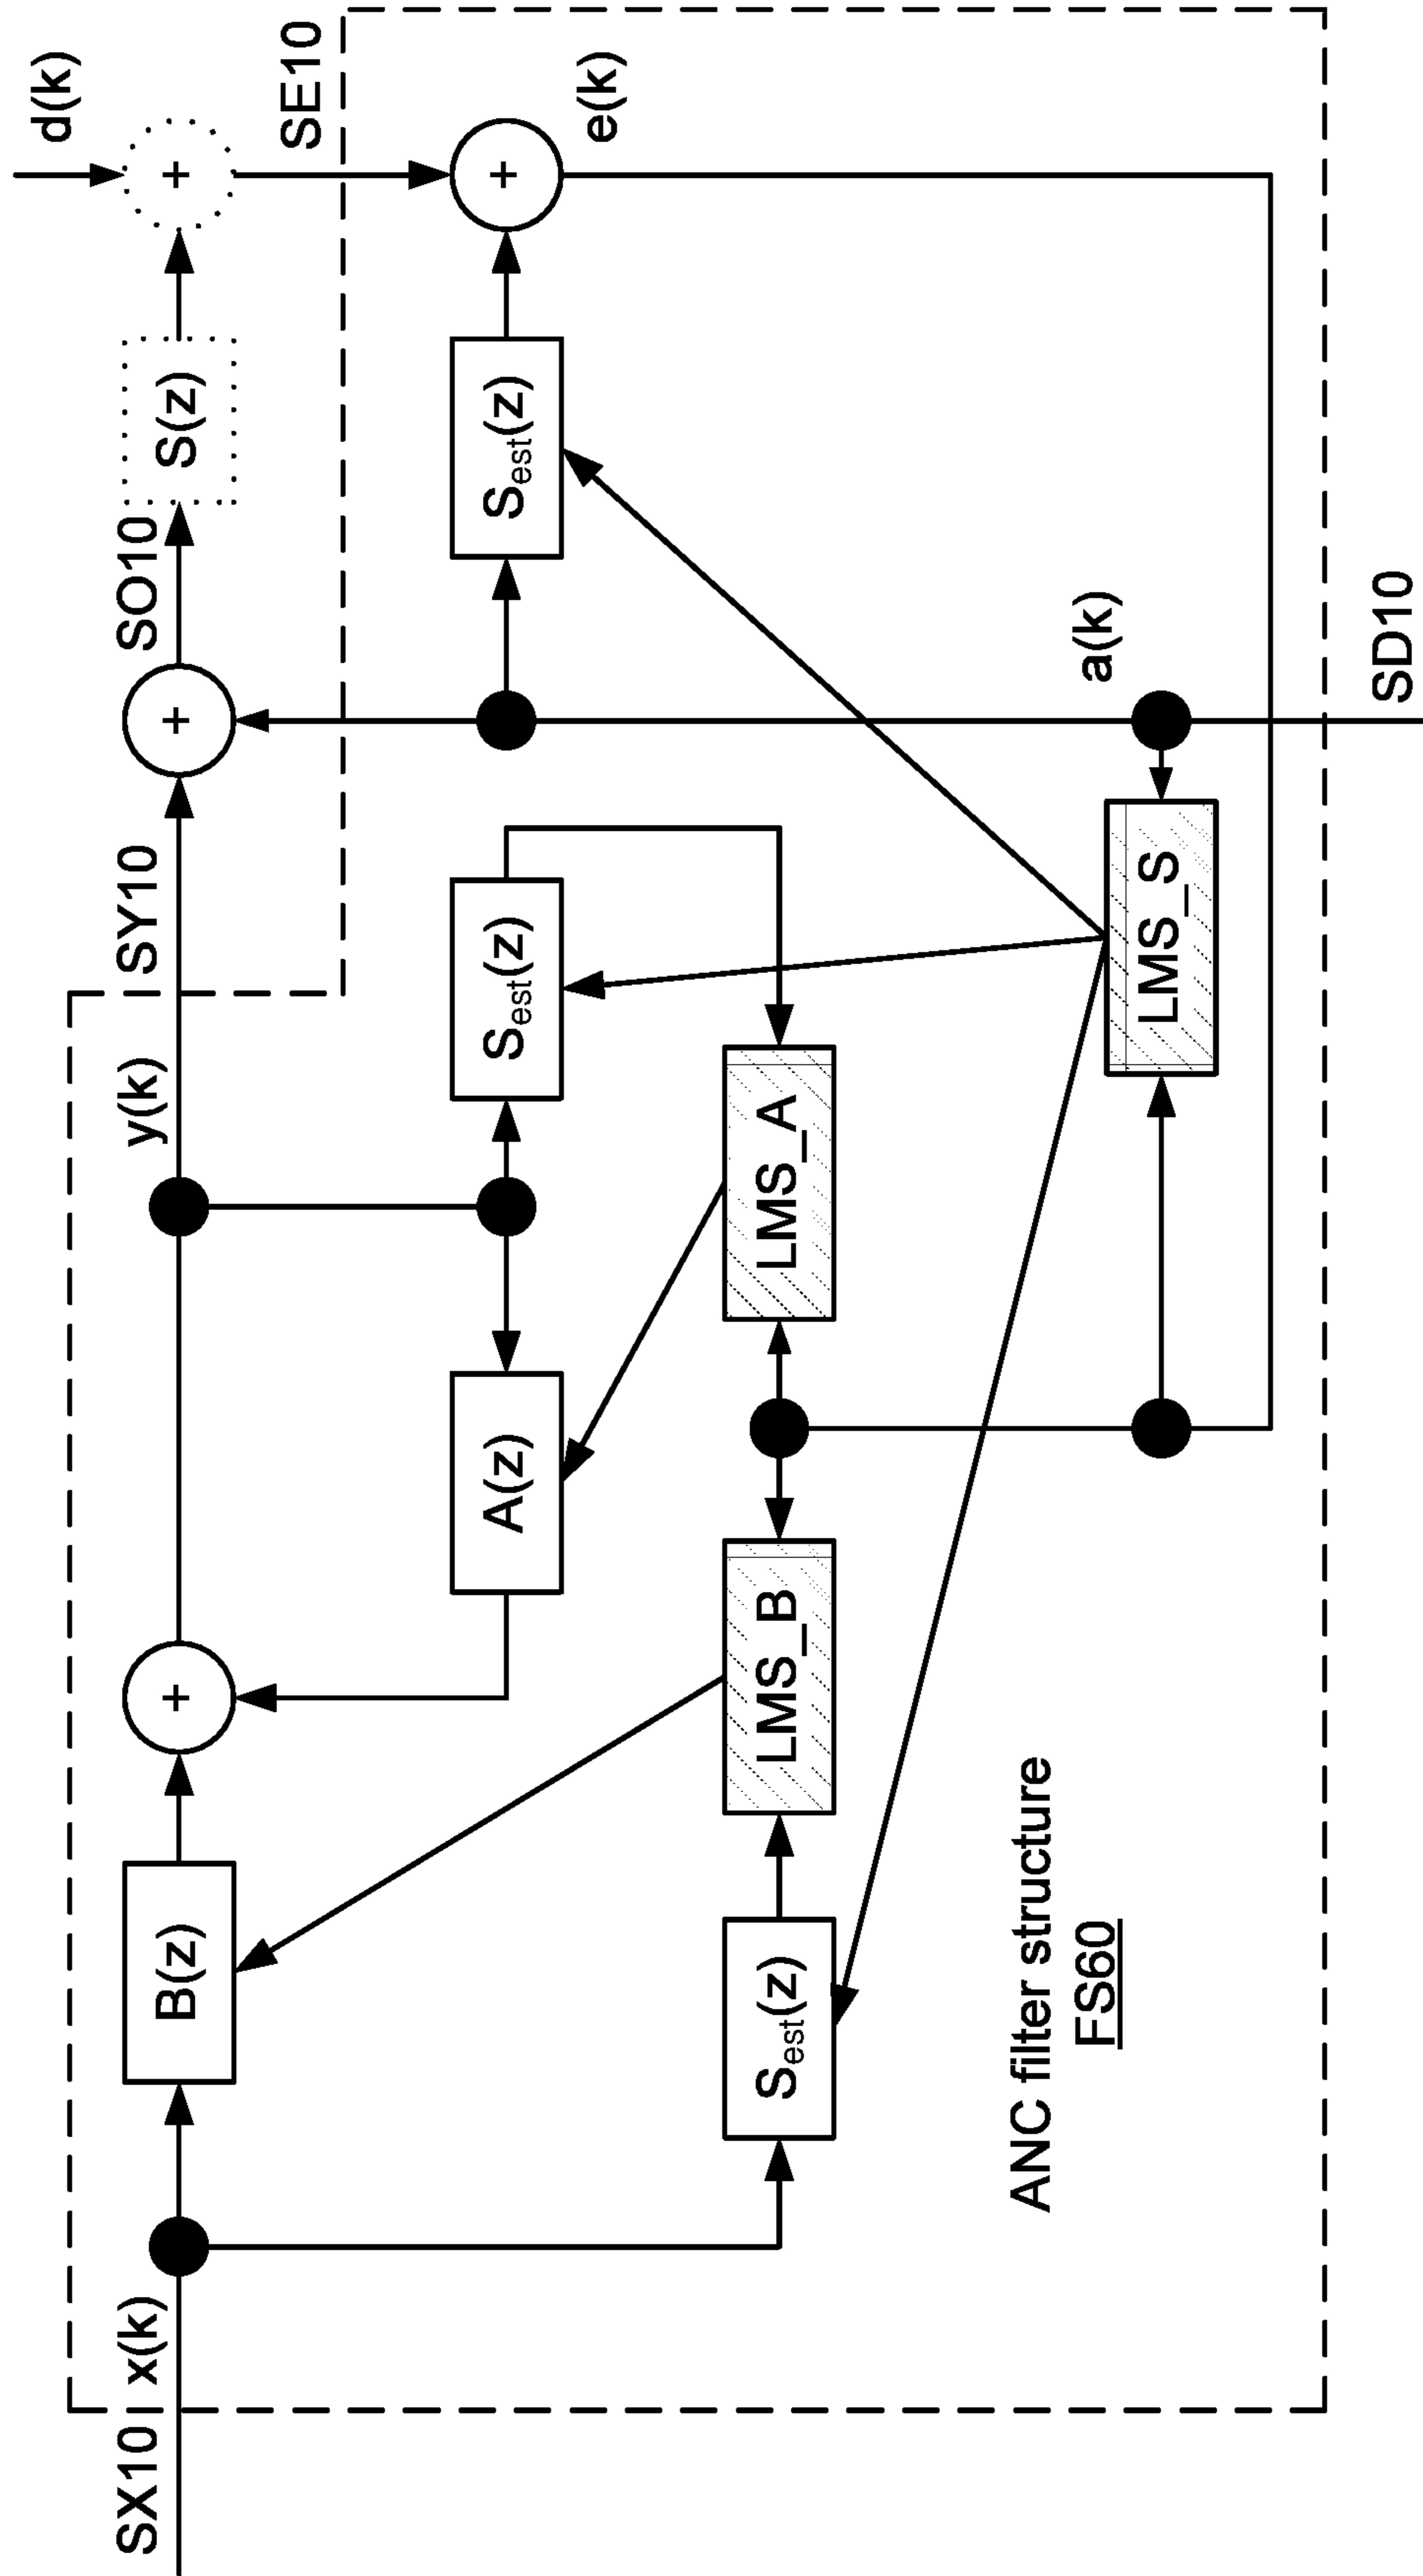 d(k)
+
S(z)
SO10
+
SY10
y(k)
+
B(z)
x(k)
SX10
SE10
+
e(k)
Sest(z)
Sest(z)
A(z)
LMS_A
LMS_B
Sest(z)
a(k)
LMS_S
SD10
ANC filter structure
FS60